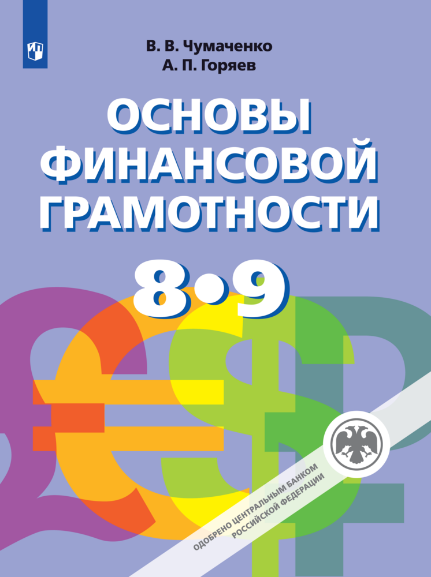 В. В. Чумаченко
А. П. Горяев
ОСНОВЫ
ФИНАНСОВОЙ
ГРАМОТНОСТИ
8•9
ОДОБРЕНО ЦЕНТРАЛЬНЫМ БАНКОМ
РОССИЙСКОЙ ФЕДЕРАЦИИ